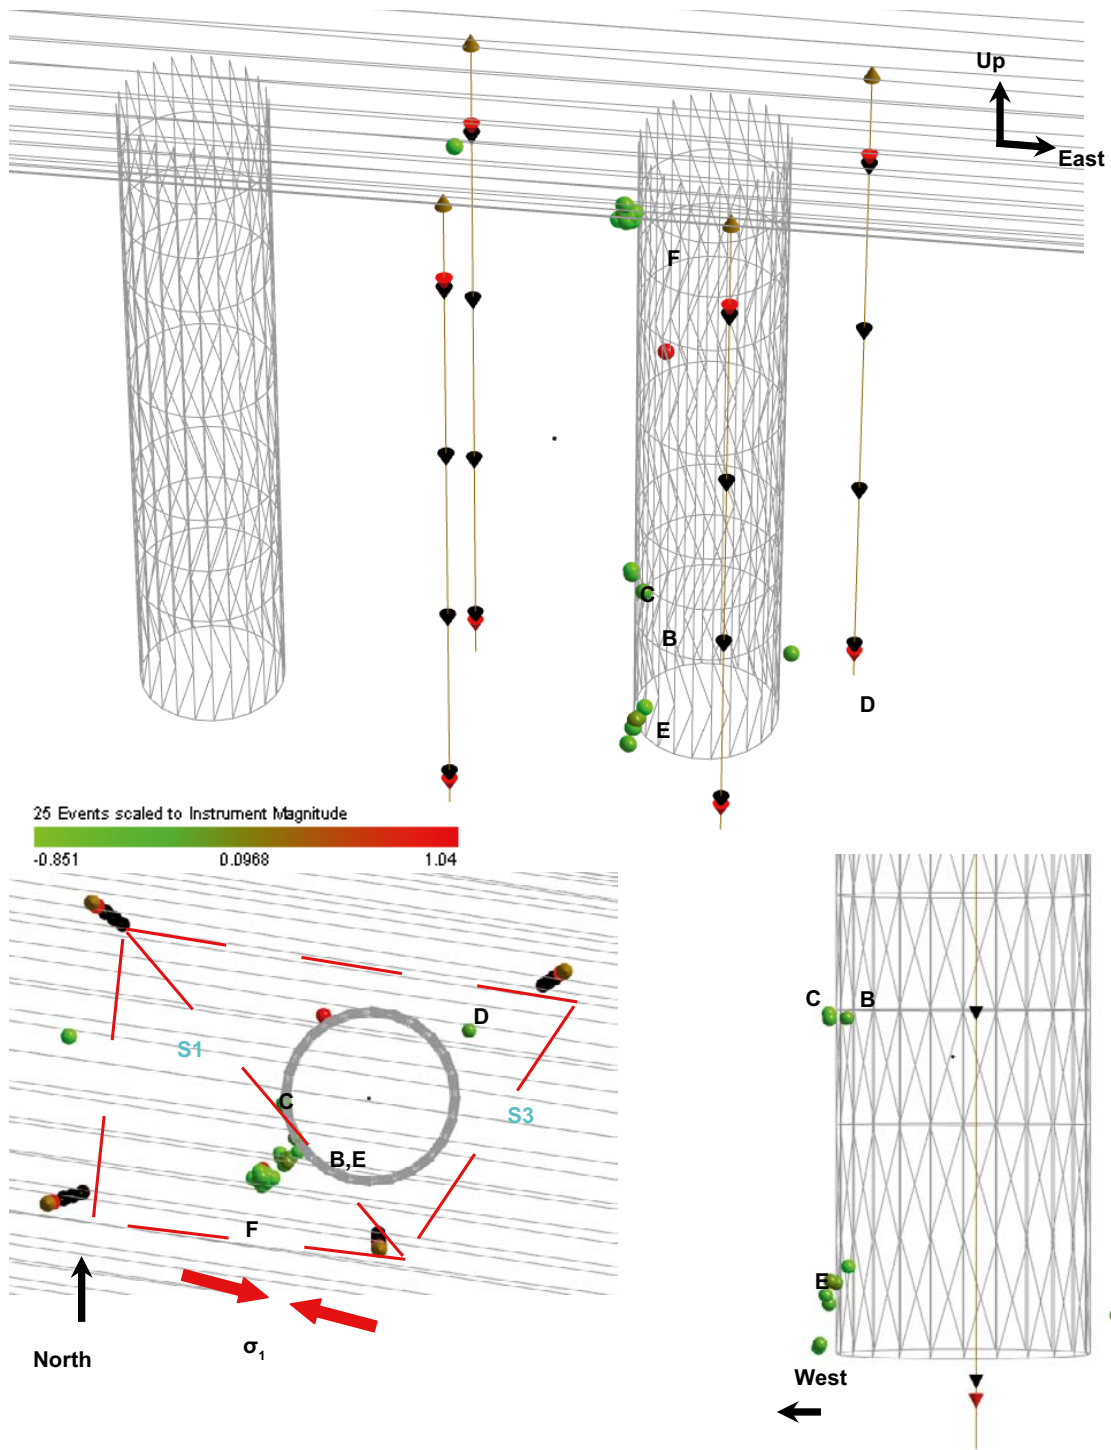 Up
East
F
C
B
D
E
25 Events scaled to Instrument Magnitude
-0.851 0.0968 1.04
D
S1
C
S3
B,E
F
North
σ1
C B
E
West